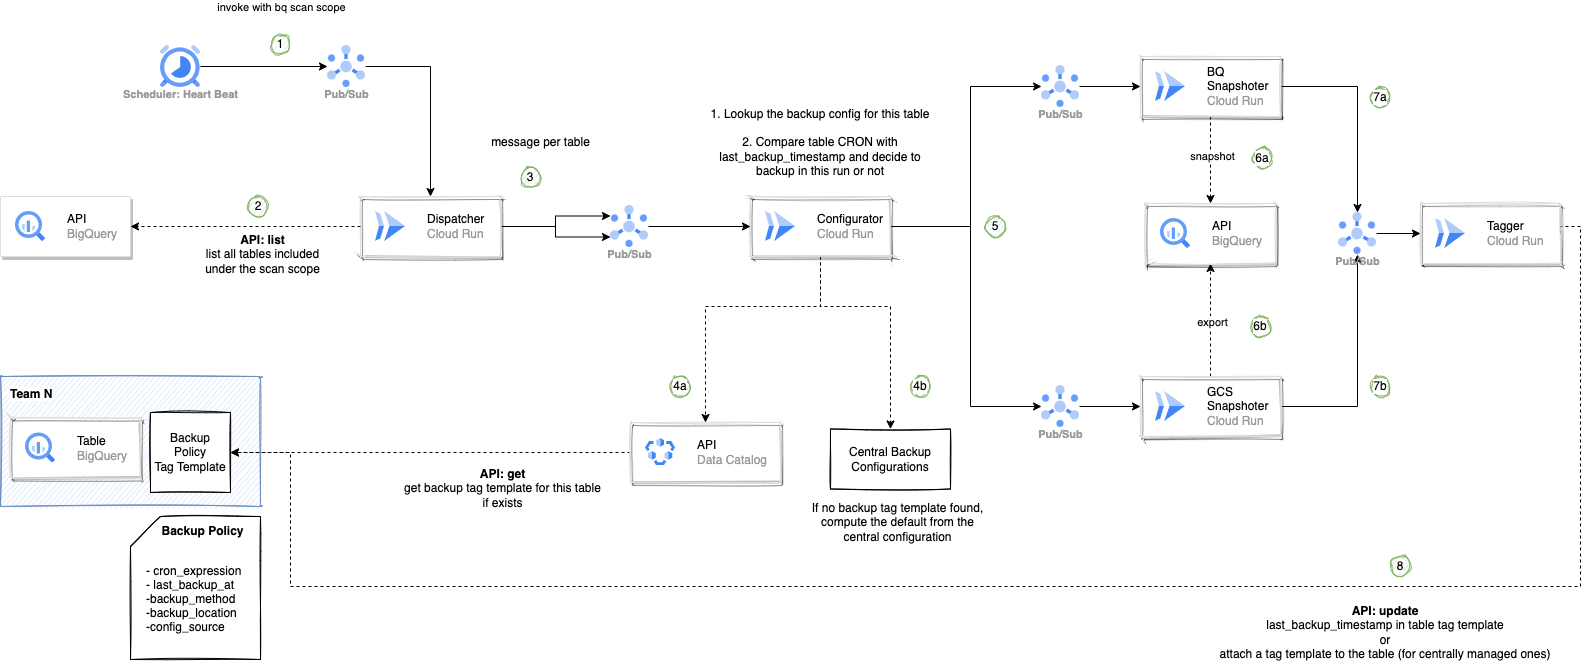 invoke with bq scan scope
1
Scheduler: Heart Beat
Pub/Sub
message per table
3
2
API
BigQuery
API: list
list all tables included
under the scan scope
Dispatcher
Cloud Run
Pub/Sub
1. Lookup the backup config for this table
2. Compare table CRON with
last_backup_timestamp and decide to
backup in this run or not
Configurator
Cloud Run
5
Pub/Sub
BQ
Snapshoter
Cloud Run
7a
snapshot
6a
API
BigQuery
Pub/Sub
Tagger
Cloud Run
export
6b
Pub/Sub
GCS
Snapshoter
Cloud Run
7b
4a
4b
API
Data Catalog
Central Backup
Configurations
If no backup tag template found,
compute the default from the
central configuration
API: get
get backup tag template for this table
if exists
Team N
Table
BigQuery
Backup
Policy
Tag Template
Backup Policy
- cron_expression
- last_backup_at
-backup_method
-backup_location
-config_source
8
API: update
last_backup_timestamp in table tag template
or
attach a tag template to the table (for centrally managed ones)